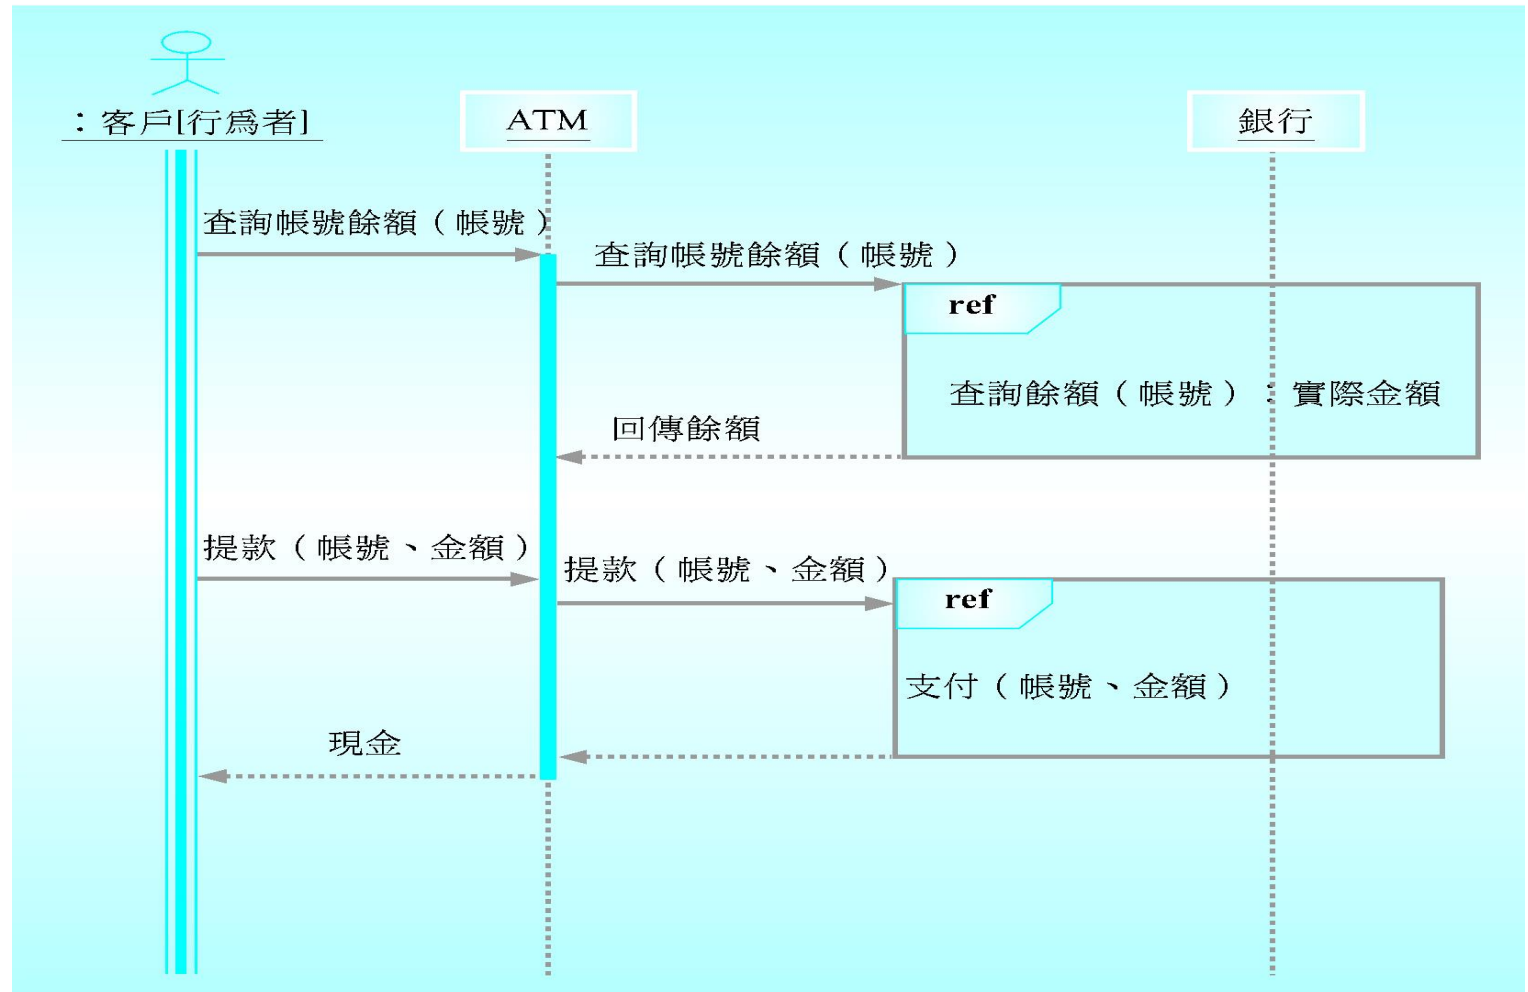 ：客戶[行為者]
ATM
銀行
查詢帳號餘額（帳號）
查詢帳號餘額（帳號）
ref
查詢餘額（帳號）：實際金額
回傳餘額
提款（帳號、金額）
提款（帳號、金額）
ref
支付（帳號、金額）
現金